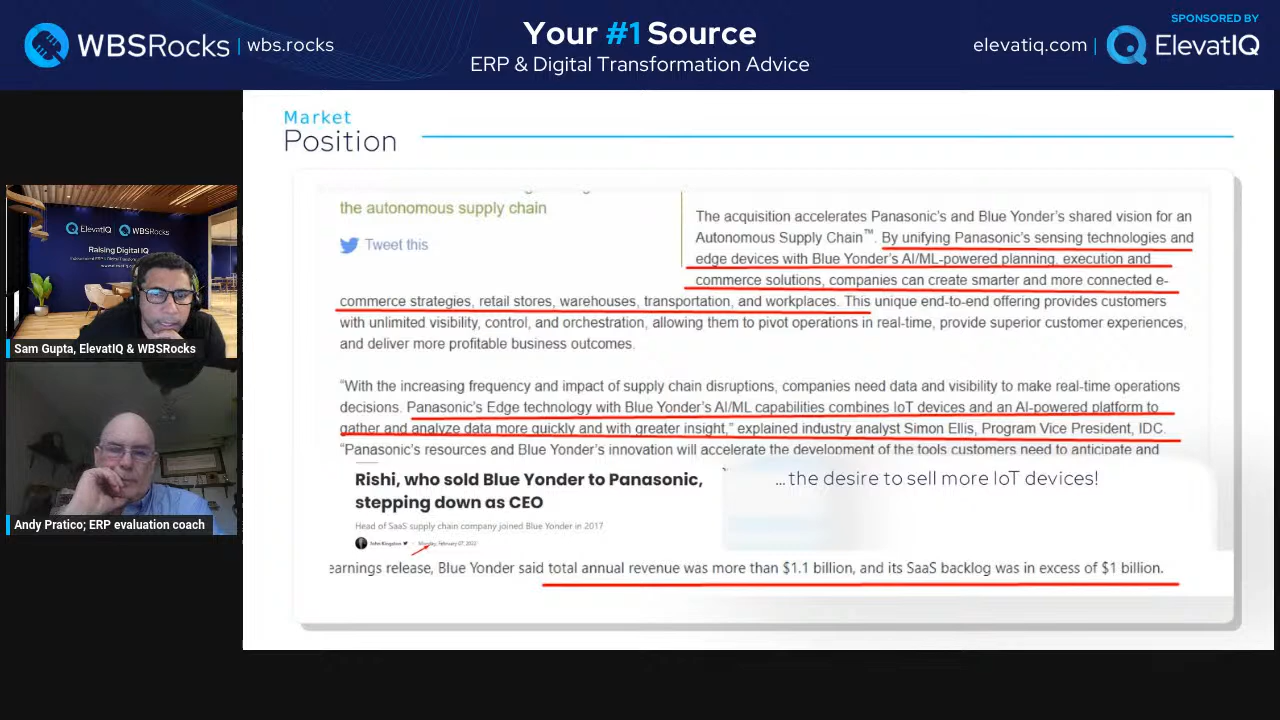 WBSRocks | wbs.rocks
Your #1 Source
ERP & Digital Transformation Advice
SPONSORED BY
elevatiq.com | ElevatIQ
Market
Position
the autonomous supply chain
Tweet this
The acquisition accelerates Panasonic's and Blue Yonder's shared vision for an
Autonomous Supply Chain™. By unifying Panasonic's sensing technologies and
edge devices with Blue Yonder's AI/ML-powered planning, execution and
commerce solutions, companies can create smarter and more connected e-
commerce strategies, retail stores, warehouses, transportation, and workplaces. This unique end-to-end offering provides customers
with unlimited visibility, control, and orchestration, allowing them to pivot operations in real-time, provide superior customer experiences,
and deliver more profitable business outcomes.
“With the increasing frequency and impact of supply chain disruptions, companies need data and visibility to make real-time operations
decisions. Panasonic's Edge technology with Blue Yonder's AI/ML capabilities combines IoT devices and an AI-powered platform to
gather and analyze data more quickly and with greater insight,” explained industry analyst Simon Ellis, Program Vice President, IDC.
“Panasonic's resources and Blue Yonder's innovation will accelerate the development of the tools customers need to anticipate and
Rishi, who sold Blue Yonder to Panasonic,
stepping down as CEO
...the desire to sell more IoT devices!
Head of SaaS supply chain company joined Blue Yonder in 2017
John Kingston Monday, February 07, 2022
earnings release, Blue Yonder said total annual revenue was more than $1.1 billion, and its SaaS backlog was in excess of $1 billion.
ElevatIQ WBSRocks
Raising Digital IQ
Sam Gupta, ElevatIQ & WBSRocks
Andy Pratico; ERP evaluation coach